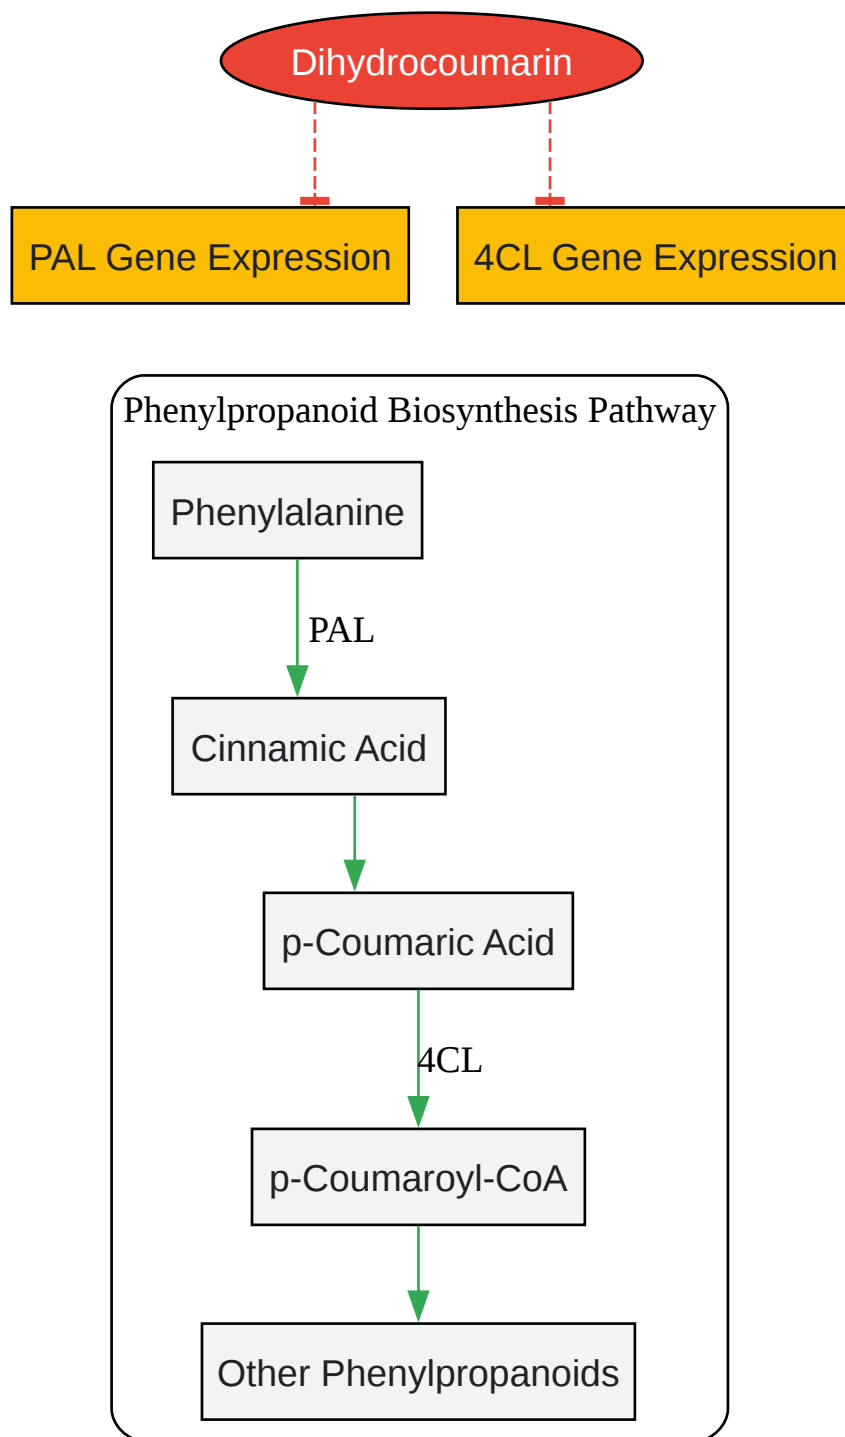 Dihydrocoumarin
PAL Gene Expression
4CL Gene Expression
Phenylpropanoid Biosynthesis Pathway
Phenylalanine
PAL
Cinnamic Acid
p-Coumaric Acid
4CL
p-Coumaroyl-CoA
Other Phenylpropanoids